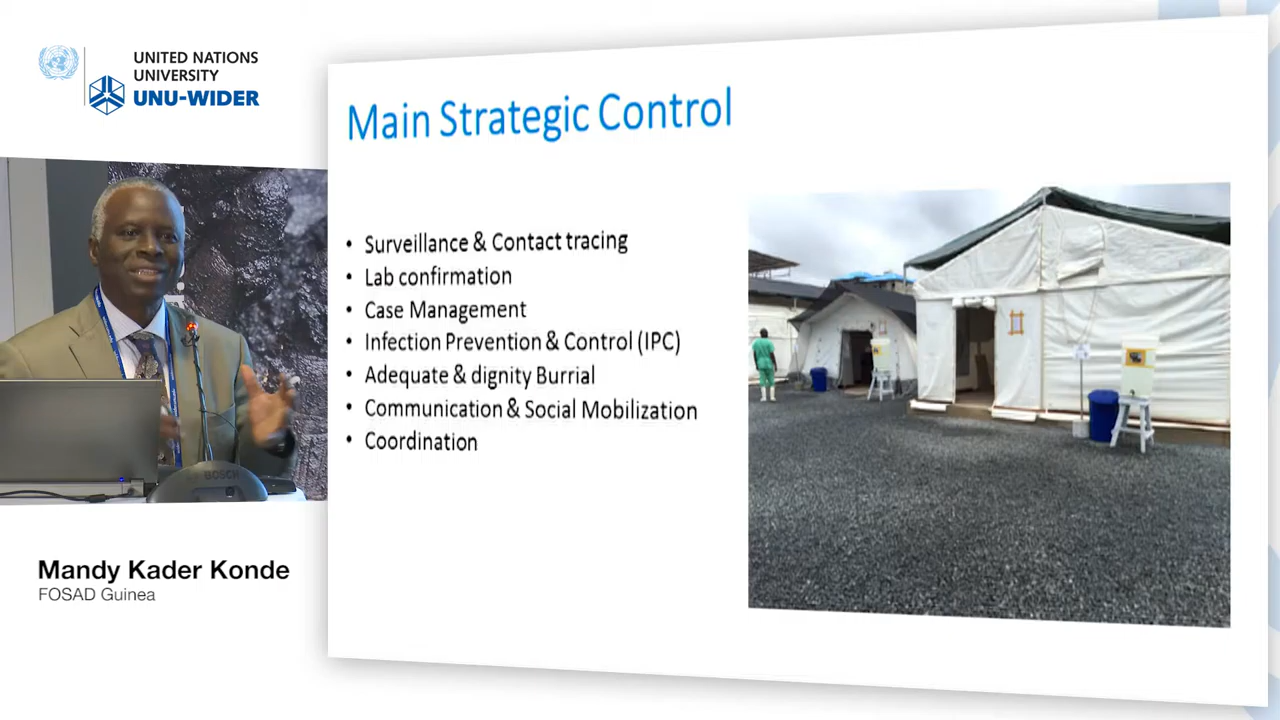 UNITED NATIONS
UNIVERSITY
UNU-WIDER
Main Strategic Control
• Surveillance & Contact tracing
• Lab confirmation
• Case Management
• Infection Prevention & Control (IPC)
• Adequate & dignity Burrial
• Communication & Social Mobilization
• Coordination
BOSCH
Mandy Kader Konde
FOSAD Guinea